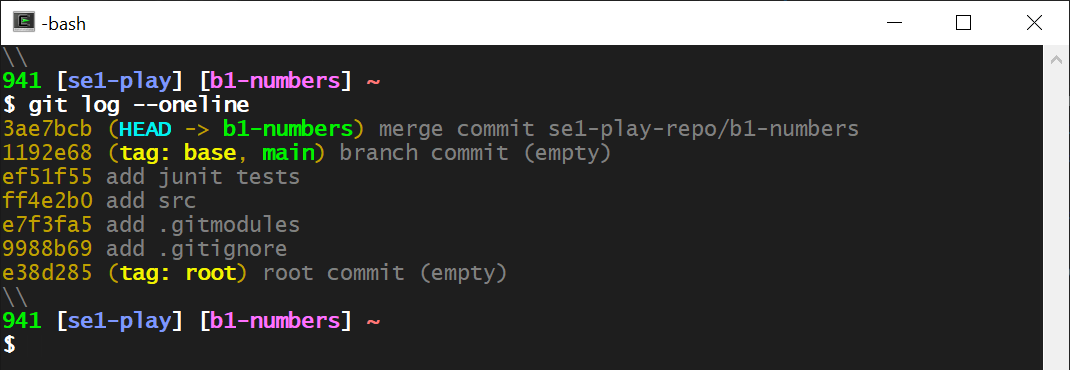 -bash
\\
941 [se1-play] [b1-numbers] ~
$ git log --oneline
3ae7bcb (HEAD -> b1-numbers) merge commit se1-play-repo/b1-numbers
1192e68 (tag: base, main) branch commit (empty)
ef51f55 add junit tests
ff4e2b0 add src
e7f3fa5 add .gitmodules
9988b69 add .gitignore
e38d285 (tag: root) root commit (empty)
\\
941 [se1-play] [b1-numbers] ~
$